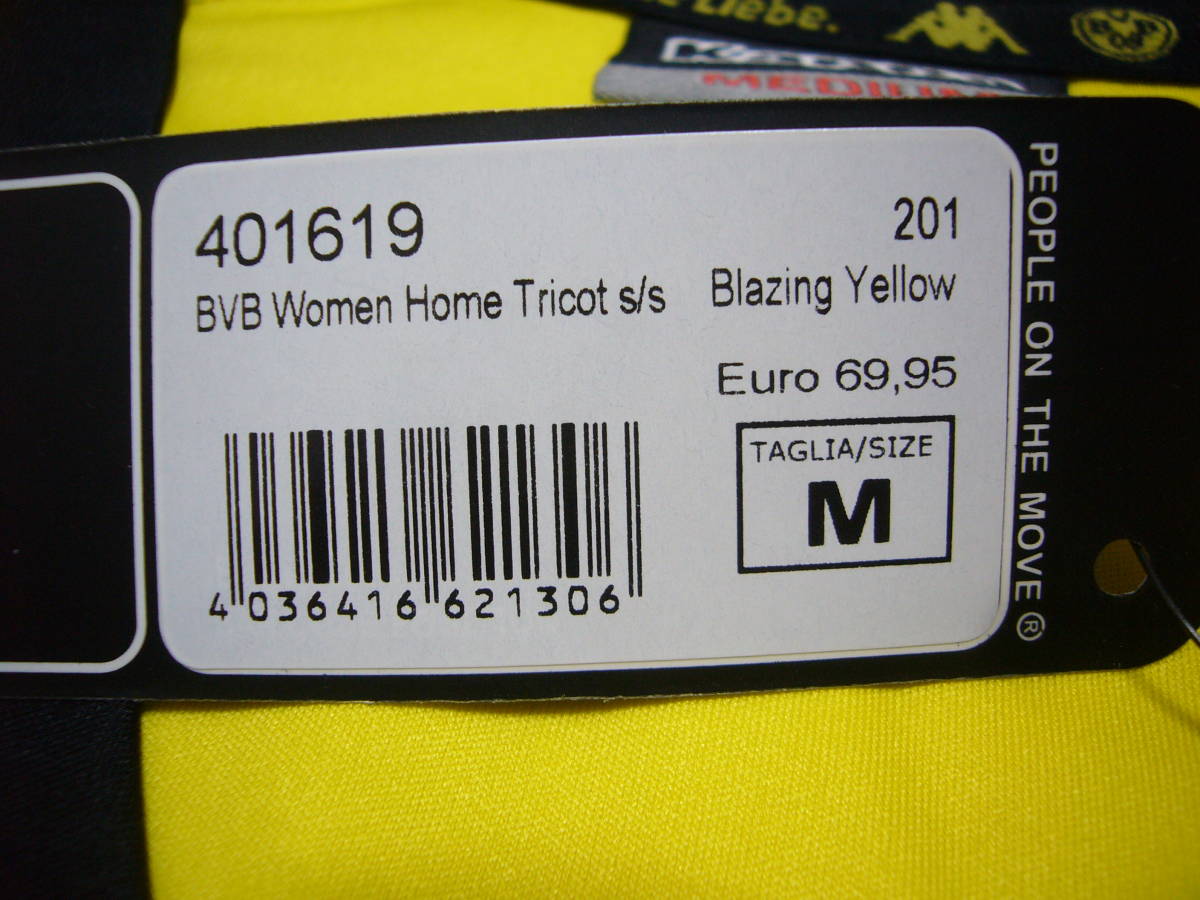 Liebe.
Kappa
MEDIUM
401619
201
BVB Women Home Tricot s/s
Blazing Yellow
Euro 69,95
TAGLIA/SIZE
M
4 036416 621306
PEOPLE ON THE MOVE®